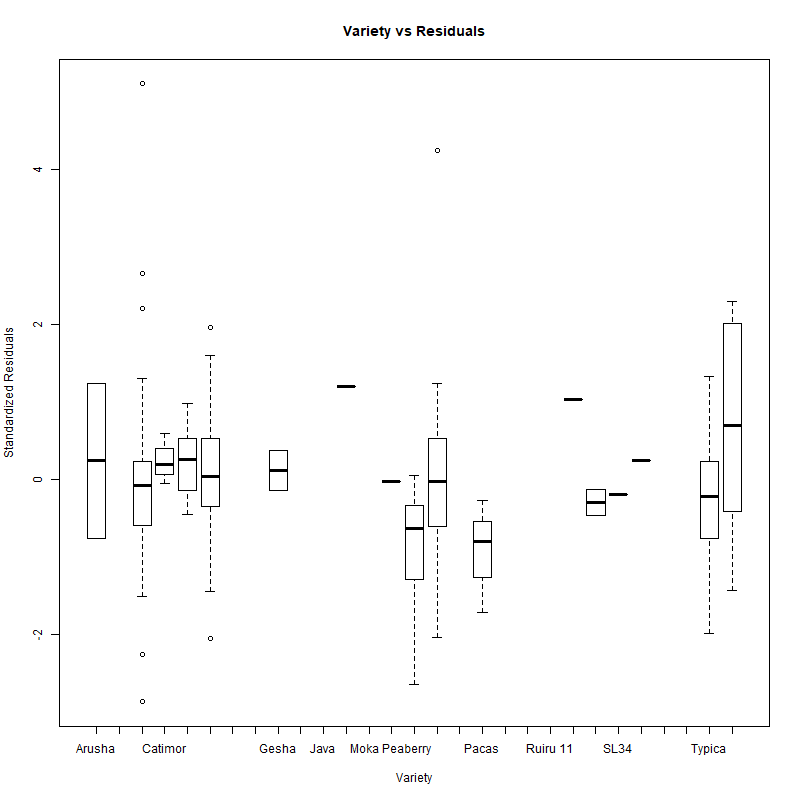 Variety vs Residuals
Standardized Residuals
4
2
0
-2
Arusha Catimor Gesha Java Moka Peaberry Pacas Ruiru 11 SL34 Typica
Variety